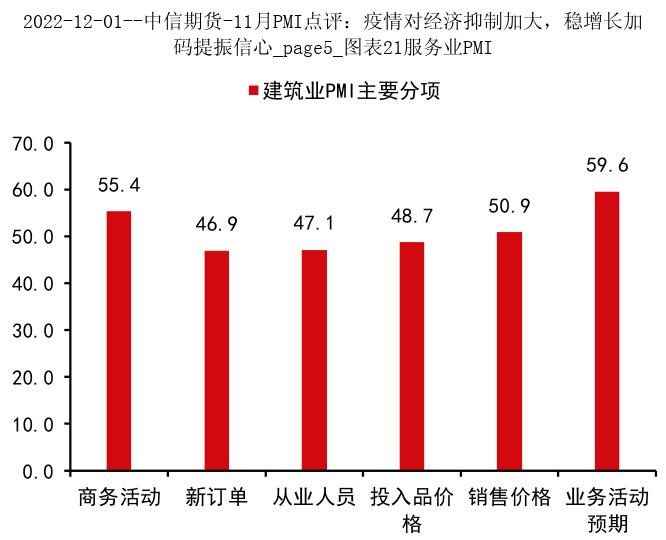 2022-12-01--中信期货-11月PMI点评：疫情对经济抑制加大，稳增长加
码提振信心_page5_图表21服务业PMI
建筑业PMI主要分项
70.0
60.0
50.0
40.0
30.0
20.0
10.0
0.0
55.4
46.9
47.1
48.7
50.9
59.6
商务活动
新订单
从业人员
投入品价
格
销售价格
业务活动
预期